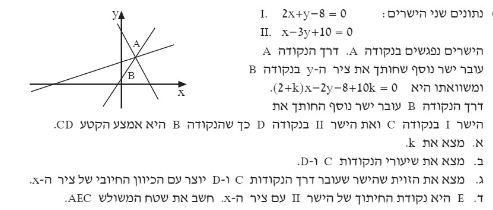 נתונים שני הישרים: I. 2x+y−8 = 0
II. x−3y+10 = 0
הישרים נפגשים בנקודה A. דרך הנקודה A
עובר ישר נוסף שחותך את ציר ה-y בנקודה B
ומשוואתו היא (2+k)x−2y−8+10k = 0.
דרך הנקודה B עובר ישר נוסף החותך את
הישר I בנקודה C ואת הישר II בנקודה D כך שהנקודה B היא אמצע הקטע CD.
א. מצא את k.
ב. מצא את שיעורי הנקודות C ו-D.
ג. מצא את הזוית שהישר שעובר דרך הנקודות C ו-D יוצר עם הכיוון החיובי של ציר ה-x.
ד. E היא נקודת החיתוך של הישר II עם ציר ה-x. חשב את שטח המשולש AEC.
y
A
B
x